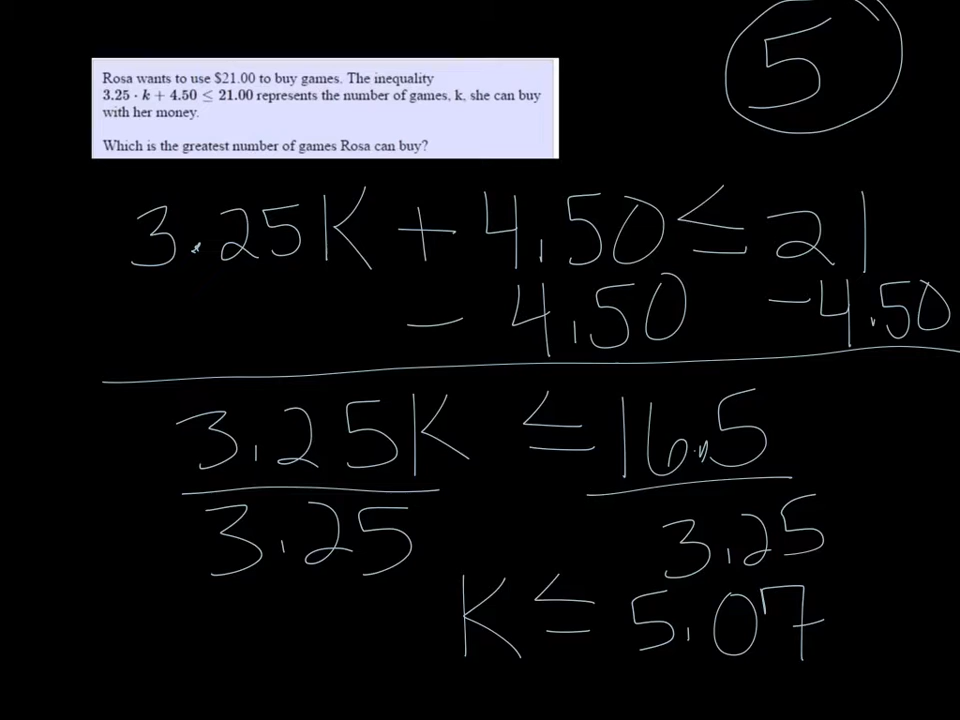 5
Rosa wants to use $21.00 to buy games. The inequality
3.25 · k + 4.50 ≤ 21.00 represents the number of games, k, she can buy
with her money.
Which is the greatest number of games Rosa can buy?
3.25K + 4.50 ≤ 21
- 4.50 -4.50
3.25K ≤ 16.5
3.25 3.25
K ≤ 5.07